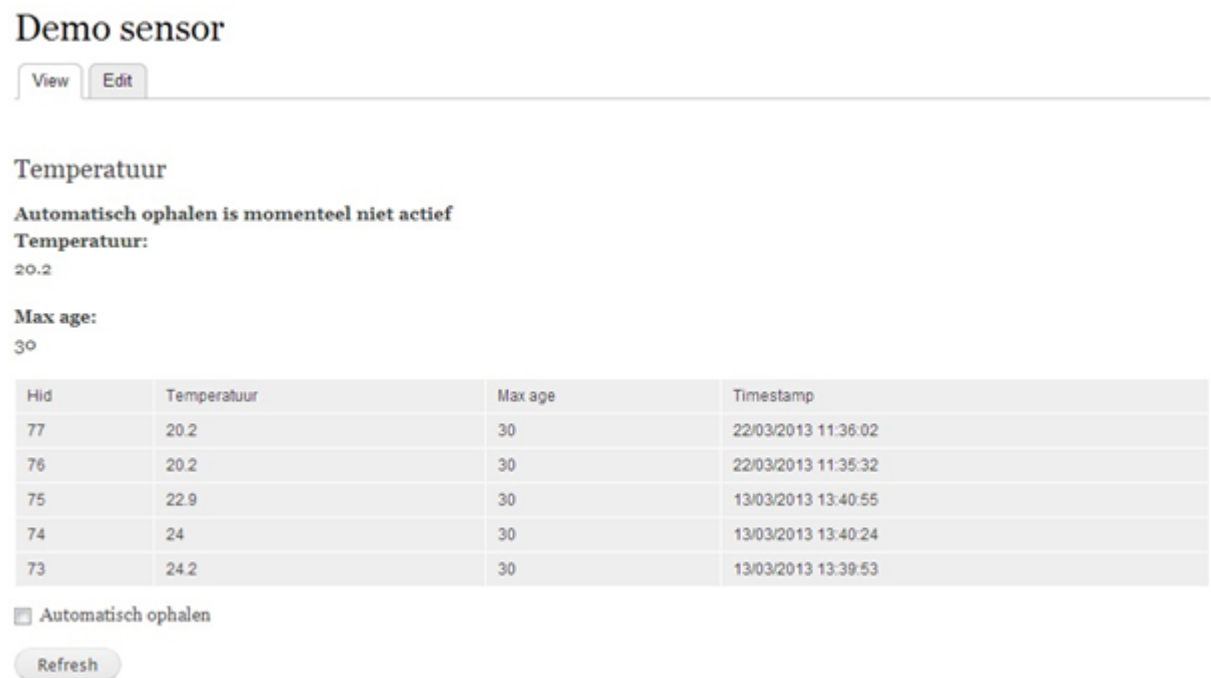 Demo sensor
View Edit
Temperatuur
Automatisch ophalen is momenteel niet actief
Temperatuur:
20.2
Max age:
30
Hid Temperatuur Max age Timestamp
77 20.2 30 22/03/2013 11:36:02
76 20.2 30 22/03/2013 11:35:32
75 22.9 30 13/03/2013 13:40:55
74 24 30 13/03/2013 13:40:24
73 24.2 30 13/03/2013 13:39:53
Automatisch ophalen
Refresh